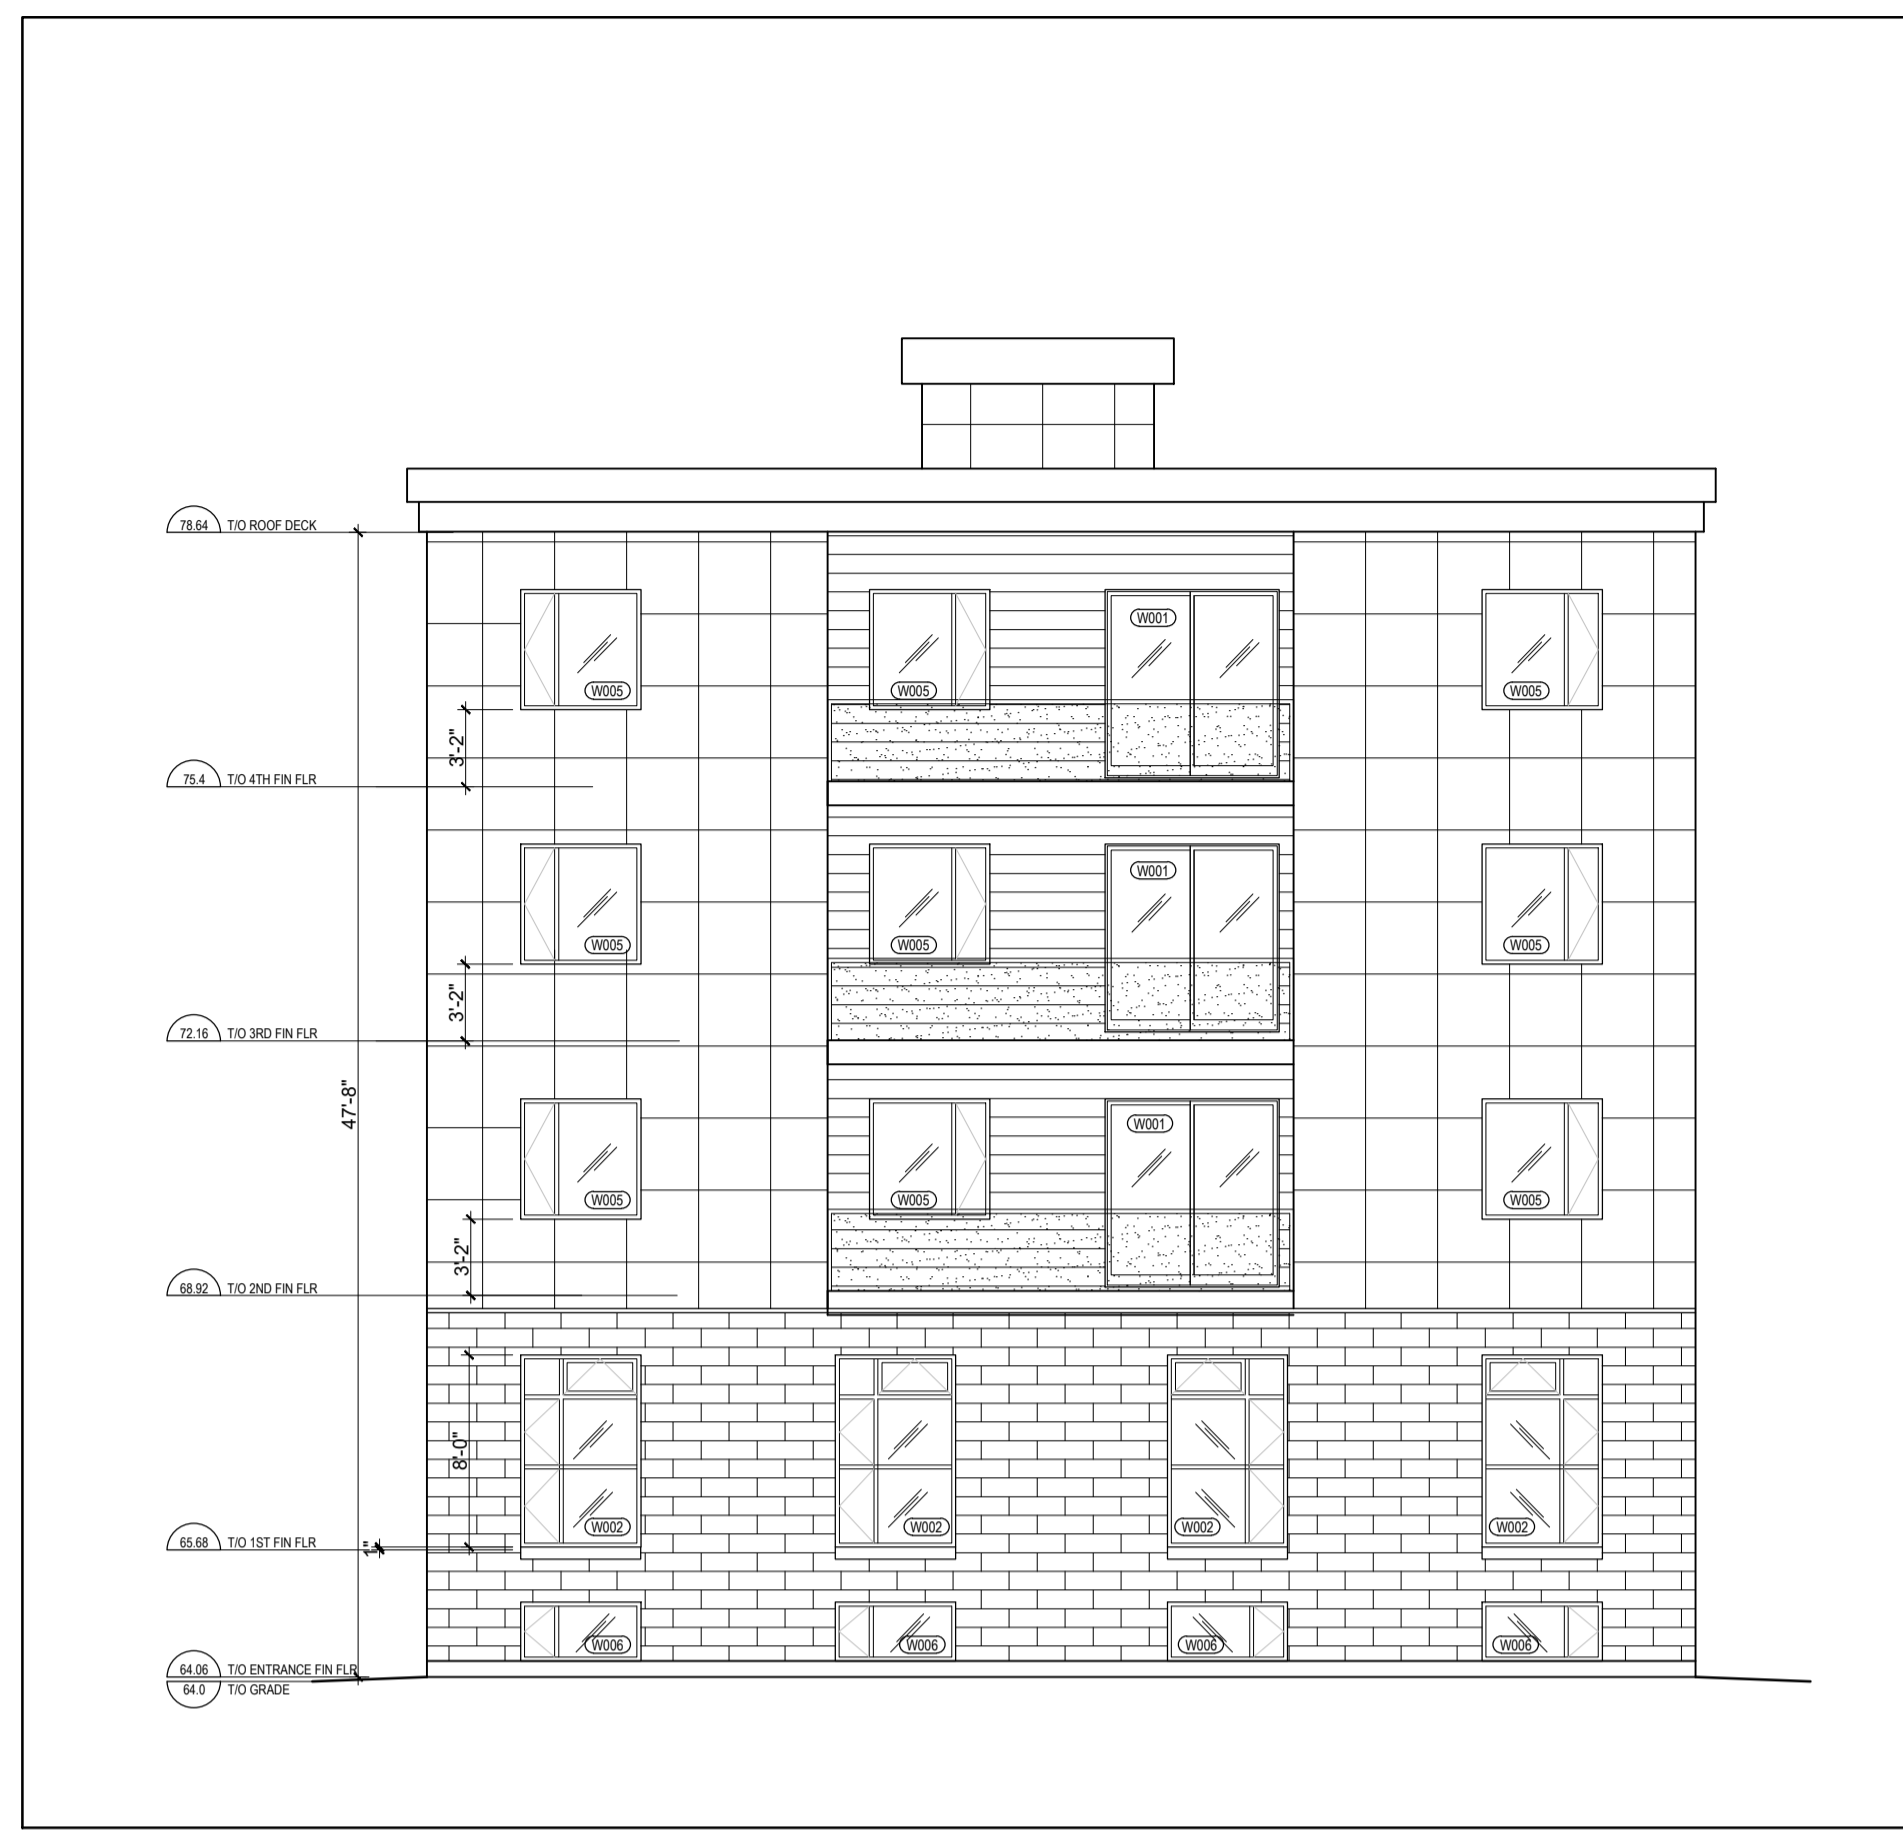 W001
78.64 T/O ROOF DECK
W005 W005 W005
3'-2"
75.4 T/O 4TH FIN FLR
W001
W005 W005 W005
3'-2"
72.16 T/O 3RD FIN FLR
47'-8"
W001
W005 W005 W005
3'-2"
68.92 T/O 2ND FIN FLR
8'-0"
W002 W002 W002 W002
65.68 T/O 1ST FIN FLR
1"
W006 W006 W006 W006
64.06 T/O ENTRANCE FIN FLR
64.0 T/O GRADE